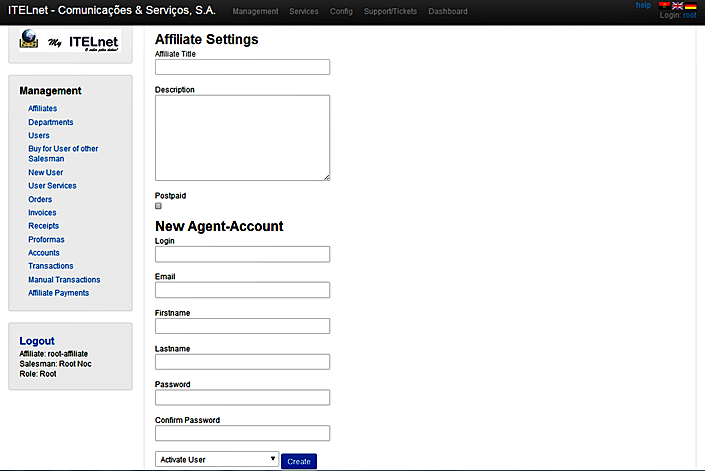 ITELnet - Comunicações & Serviços, S.A.
Management Services Config Support/Tickets Dashboard
help
Login: root
My ITELnet
Management
Affiliates
Departments
Users
Buy for User of other
Salesman
New User
User Services
Orders
Invoices
Receipts
Proformas
Accounts
Transactions
Manual Transactions
Affiliate Payments
Logout
Affiliate: root-affiliate
Salesman: Root Noc
Role: Root
Affiliate Settings
Affiliate Title
Description
Postpaid
New Agent-Account
Login
Email
Firstname
Lastname
Password
Confirm Password
Activate User
Create